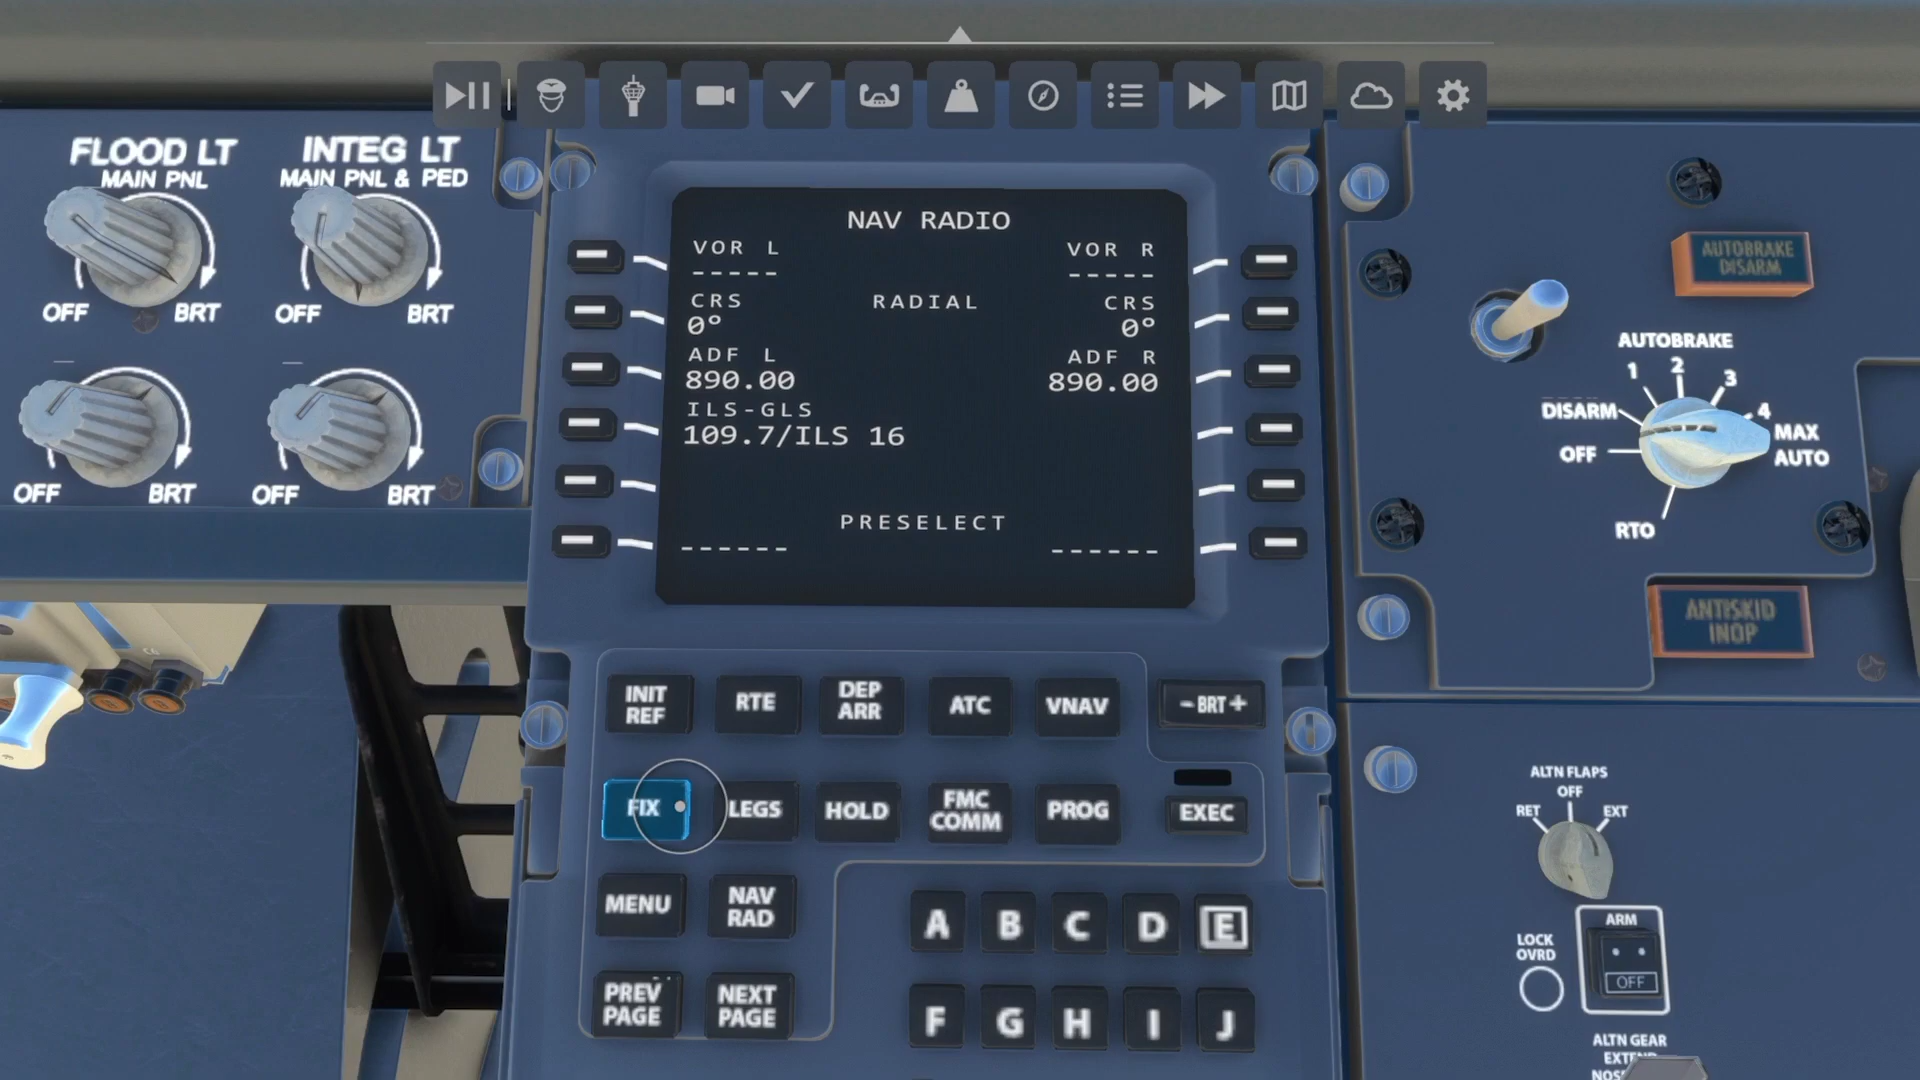 FLOOD LT
MAIN PNL
OFF BRT
INTEG LT
MAIN PNL & PED
OFF BRT
OFF BRT
OFF BRT
NAV RADIO
VOR L VOR R
----- -----
CRS RADIAL CRS
0° 0°
ADF L ADF R
890.00 890.00
ILS-GLS
109.7/ILS 16
PRESELECT
------ ------
INIT REF
RTE
DEP ARR
ATC
VNAV
- BRT +
FIX
LEGS
HOLD
FMC COMM
PROG
EXEC
MENU
NAV RAD
PREV PAGE
NEXT PAGE
A B C D E
F G H I J
AUTOBRAKE
DISARM
AUTOBRAKE
1 2 3 4
DISARM
MAX
AUTO
OFF
RTO
ANTISKID
INOP
ALTN FLAPS
OFF
RET EXT
ARM
LOCK
OVRD
OFF
ALTN GEAR
EXTEND